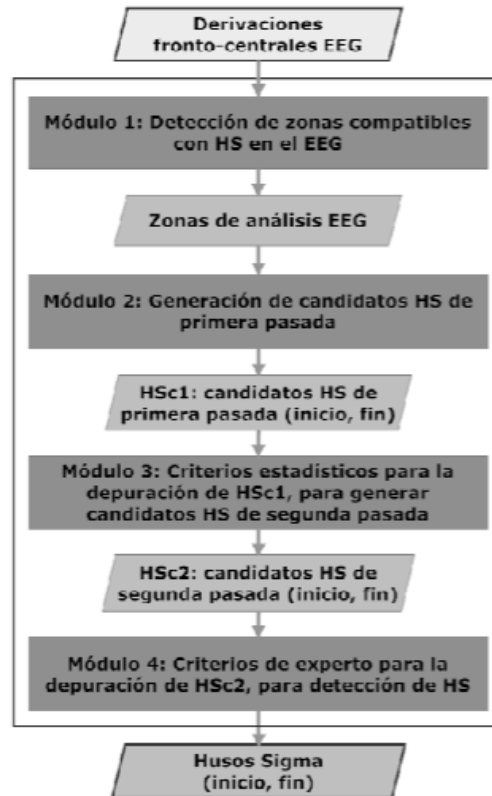 Derivaciones
fronto-centrales EEG
Módulo 1: Detección de zonas compatibles
con HS en el EEG
Zonas de análisis EEG
Módulo 2: Generación de candidatos HS de
primera pasada
HSc1: candidatos HS de
primera pasada (inicio, fin)
Módulo 3: Criterios estadísticos para la
depuración de HSc1, para generar
candidatos HS de segunda pasada
HSc2: candidatos HS de
segunda pasada (inicio, fin)
Módulo 4: Criterios de experto para la
depuración de HSc2, para detección de HS
Husos Sigma
(inicio, fin)